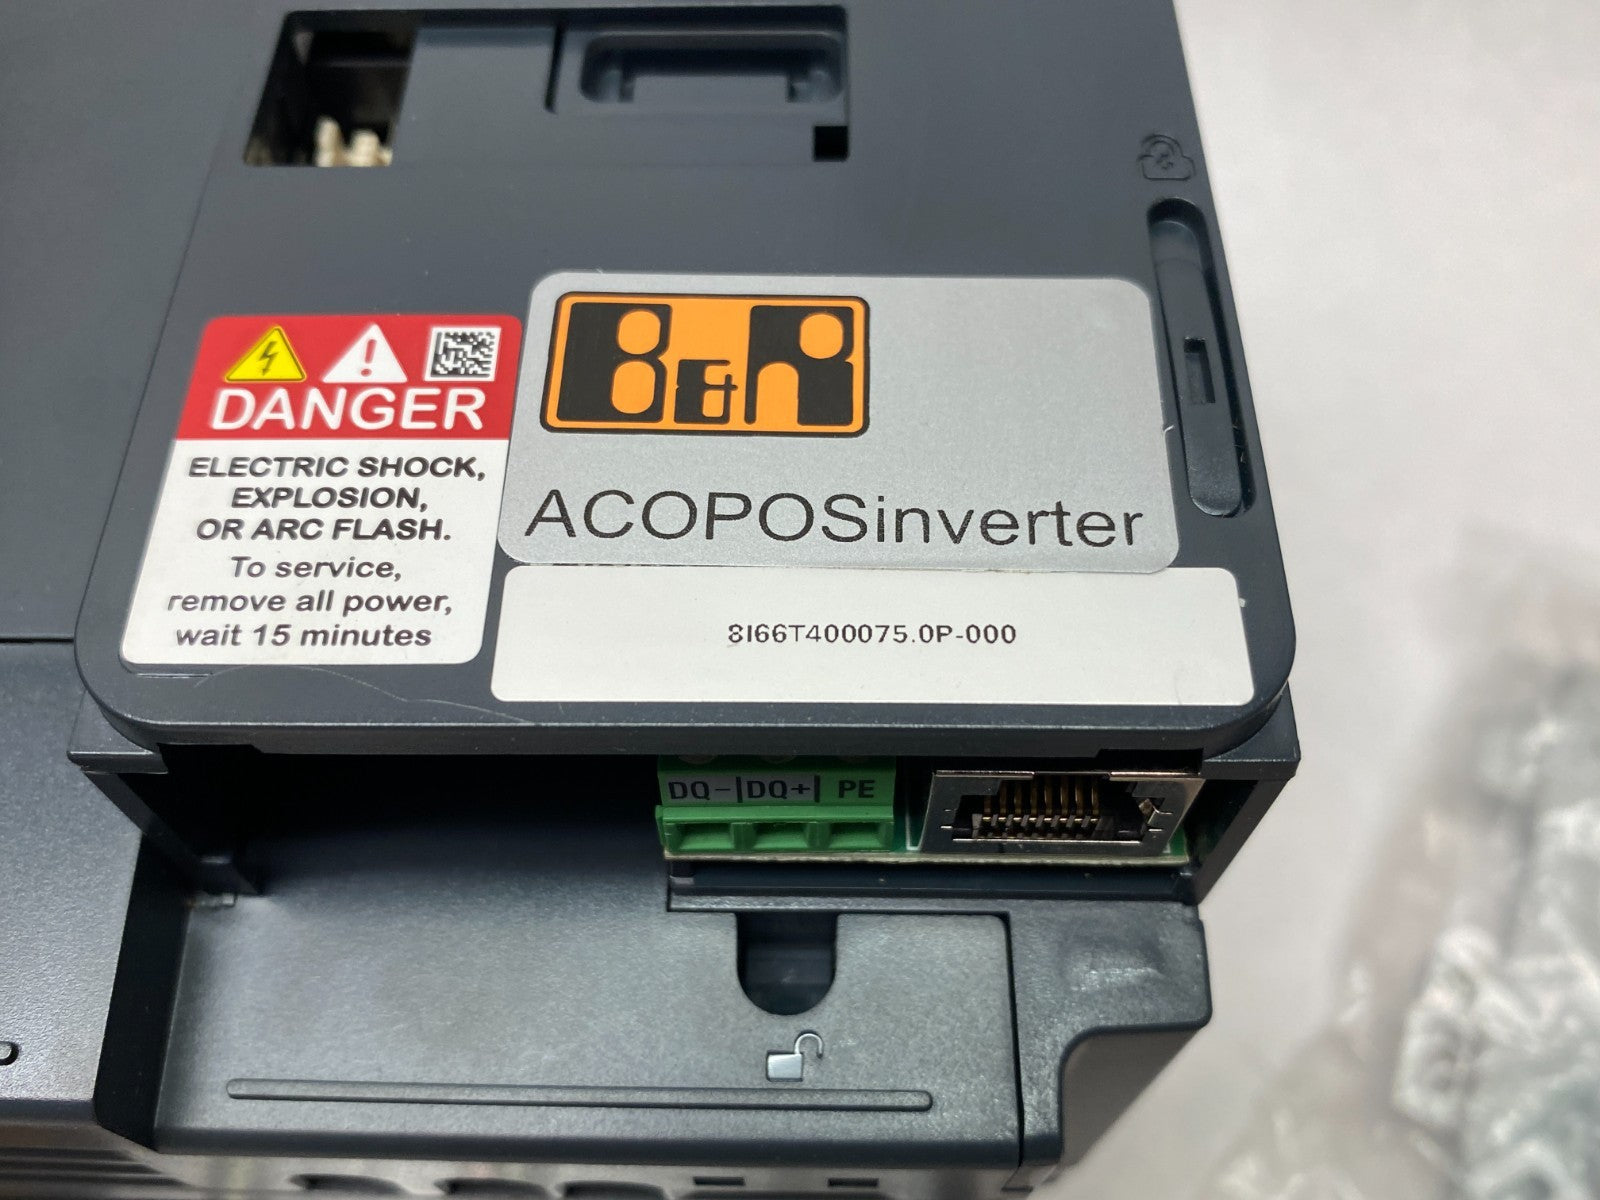 DANGER
ELECTRIC SHOCK,
EXPLOSION,
OR ARC FLASH.
To service,
remove all power,
wait 15 minutes
B&R
ACOPOSinverter
8I66T400075.0P-000
DQ-|DQ+| PE